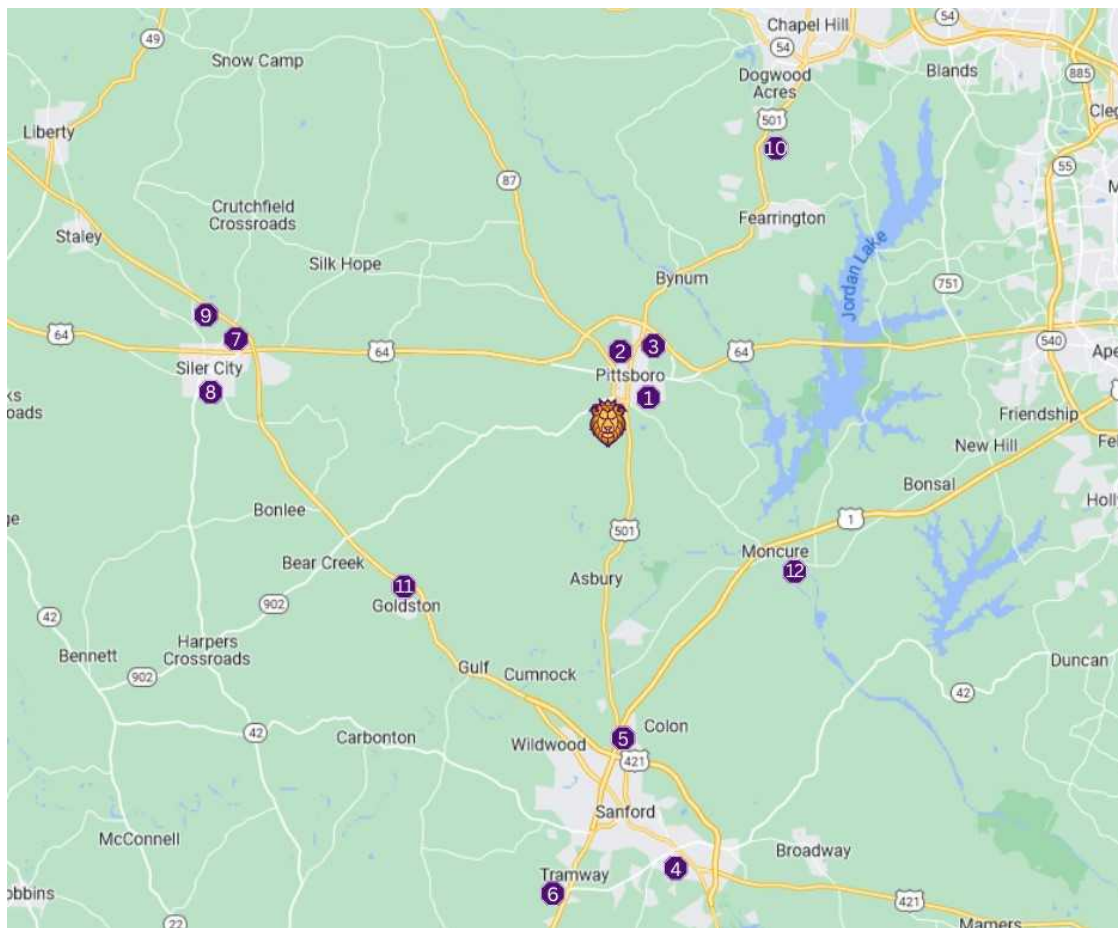 Chapel Hill
54
54
49
Snow Camp
Dogwood
Acres
Blands
885
Liberty
501
10
55
87
Crutchfield
Crossroads
Fearrington
Staley
Silk Hope
Bynum
Jordan Lake
751
9
64
7
64
2
3
64
540
Siler City
Pittsboro
8
1
Friendship
New Hill
Bonsal
Bonlee
501
1
Moncure
Bear Creek
12
Asbury
11
Goldston
902
42
Harpers
Crossroads
Bennett
902
Gulf
Cumnock
Duncan
42
42
Carbonton
Wildwood
5
Colon
421
Sanford
McConnell
Broadway
Tramway
4
6
421
22
Mamers